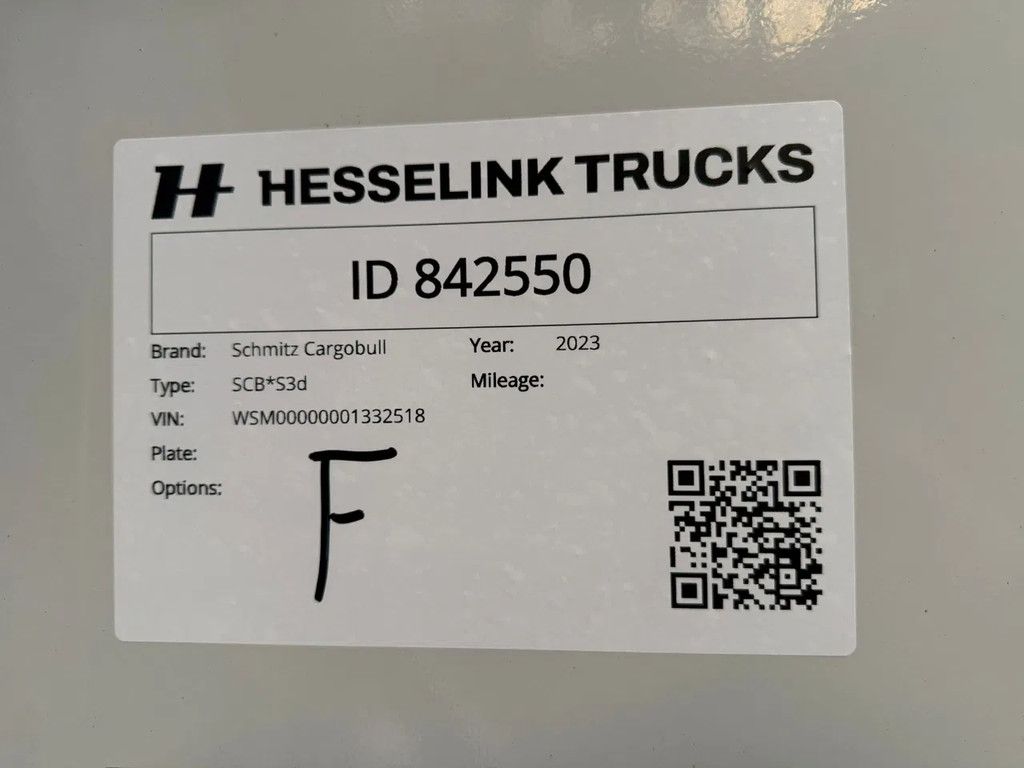 H HESSELINK TRUCKS
ID 842550
Brand: Schmitz Cargobull Year: 2023
Type: SCB*S3d Mileage:
VIN: WSM00000001332518
Plate:
Options:
F